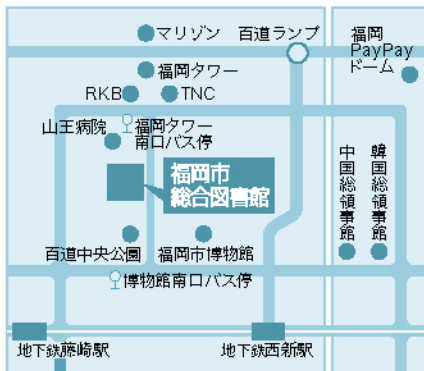 マリゾン
百道ランプ
福岡
PayPay
ドーム
福岡タワー
RKB
TNC
山王病院
福岡タワー
南口バス停
福岡市
総合図書館
中国総領事館
韓国総領事館
百道中央公園
福岡市博物館
博物館南口バス停
地下鉄藤崎駅
地下鉄西新駅